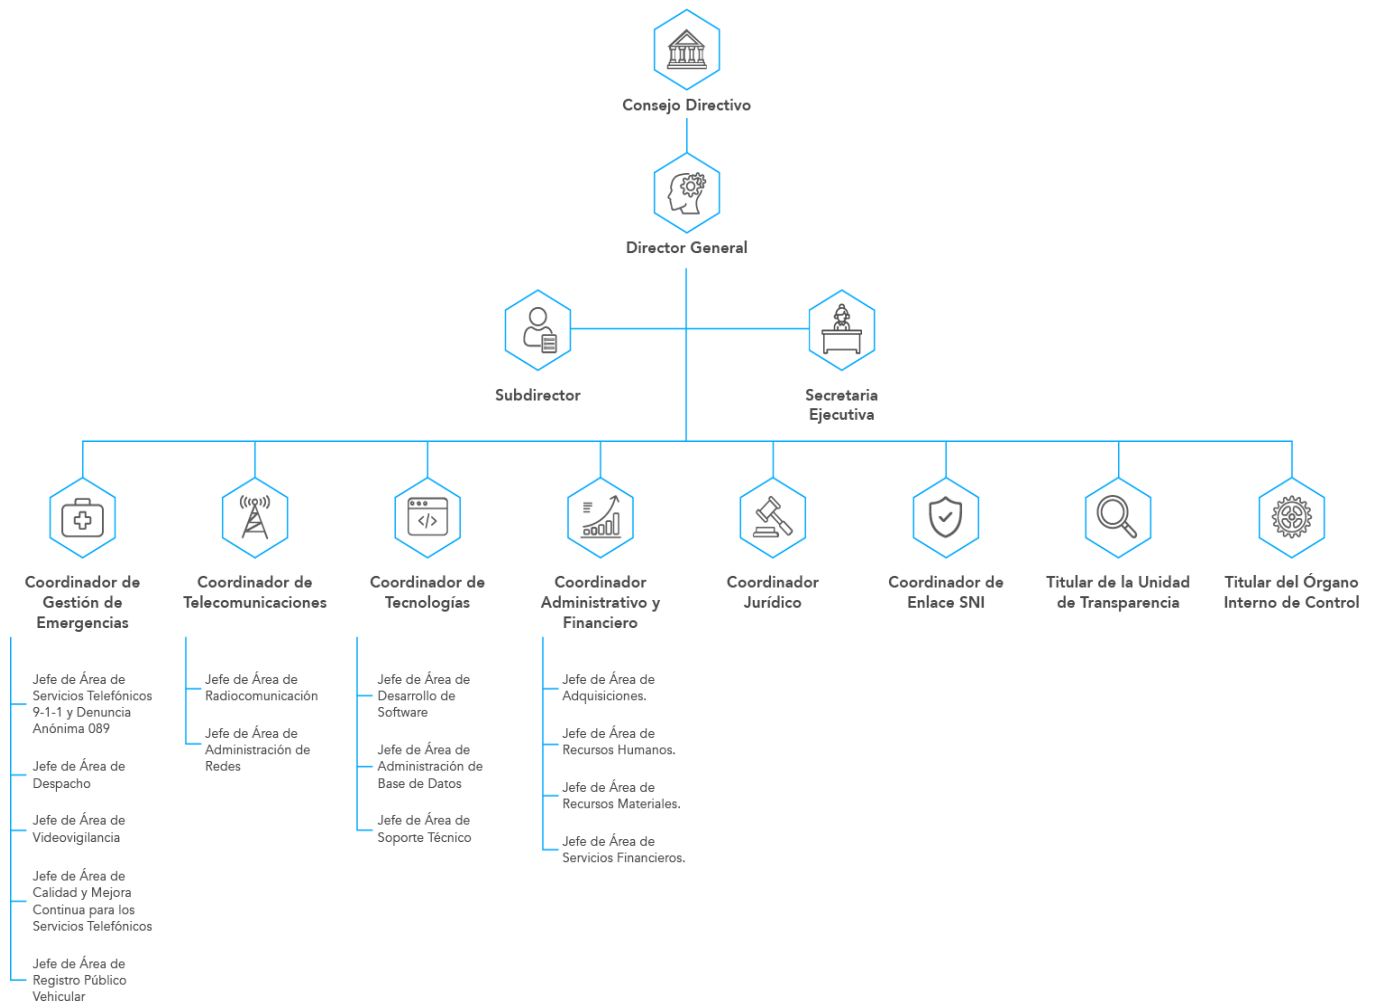 Consejo Directivo
Director General
Subdirector
Secretaria
Ejecutiva
Coordinador de
Gestión de
Emergencias
Jefe de Área de
Servicios Telefónicos
9-1-1 y Denuncia
Anónima 089
Jefe de Área de
Despacho
Jefe de Área de
Videovigilancia
Jefe de Área de
Calidad y Mejora
Continua para los
Servicios Telefónicos
Jefe de Área de
Registro Público
Vehicular
Coordinador de
Telecomunicaciones
Jefe de Área de
Radiocomunicación
Jefe de Área de
Administración de
Redes
Coordinador de
Tecnologías
Jefe de Área de
Desarrollo de
Software
Jefe de Área de
Administración de
Base de Datos
Jefe de Área de
Soporte Técnico
Coordinador
Administrativo y
Financiero
Jefe de Área de
Adquisiciones.
Jefe de Área de
Recursos Humanos.
Jefe de Área de
Recursos Materiales.
Jefe de Área de
Servicios Financieros.
Coordinador
Jurídico
Coordinador de
Enlace SNI
Titular de la Unidad
de Transparencia
Titular del Órgano
Interno de Control